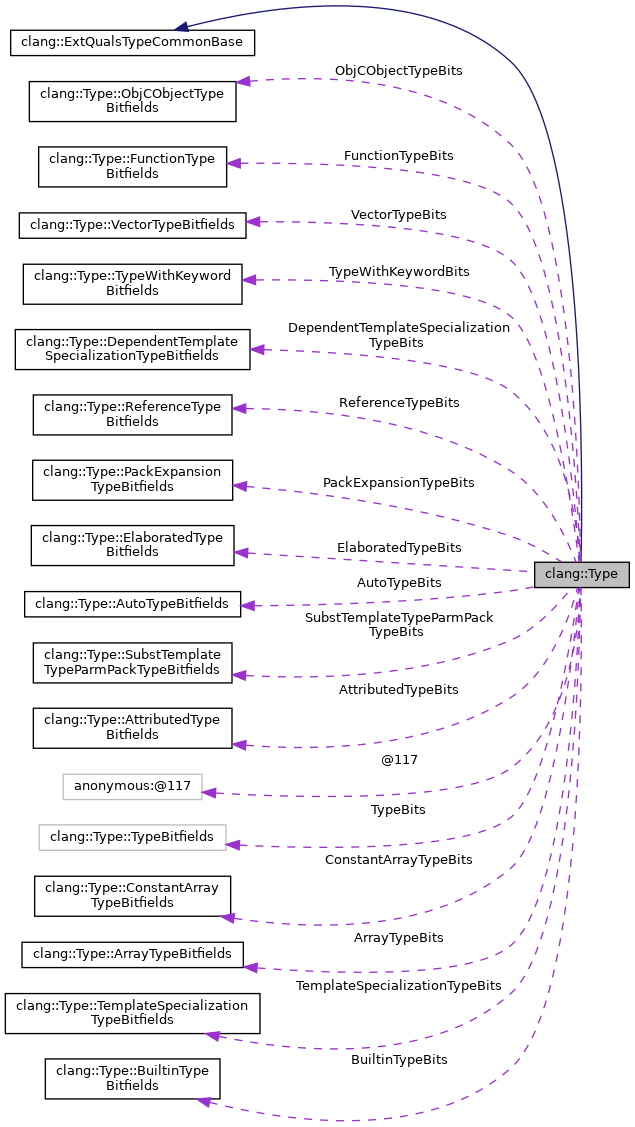 clang::ExtQualsTypeCommonBase
ObjCObjectTypeBits
clang::Type::ObjCObjectType
Bitfields
FunctionTypeBits
clang::Type::FunctionType
Bitfields
VectorTypeBits
clang::Type::VectorTypeBitfields
TypeWithKeywordBits
clang::Type::TypeWithKeyword
Bitfields
DependentTemplateSpecialization
TypeBits
clang::Type::DependentTemplate
SpecializationTypeBitfields
ReferenceTypeBits
clang::Type::ReferenceType
Bitfields
PackExpansionTypeBits
clang::Type::PackExpansion
TypeBitfields
ElaboratedTypeBits
clang::Type::ElaboratedType
Bitfields
clang::Type
AutoTypeBits
clang::Type::AutoTypeBitfields
SubstTemplateTypeParmPack
TypeBits
clang::Type::SubstTemplate
TypeParmPackTypeBitfields
AttributedTypeBits
clang::Type::AttributedType
Bitfields
@117
anonymous:@117
TypeBits
clang::Type::TypeBitfields
ConstantArrayTypeBits
clang::Type::ConstantArray
TypeBitfields
ArrayTypeBits
clang::Type::ArrayTypeBitfields
TemplateSpecializationTypeBits
clang::Type::TemplateSpecialization
TypeBitfields
BuiltinTypeBits
clang::Type::BuiltinType
Bitfields